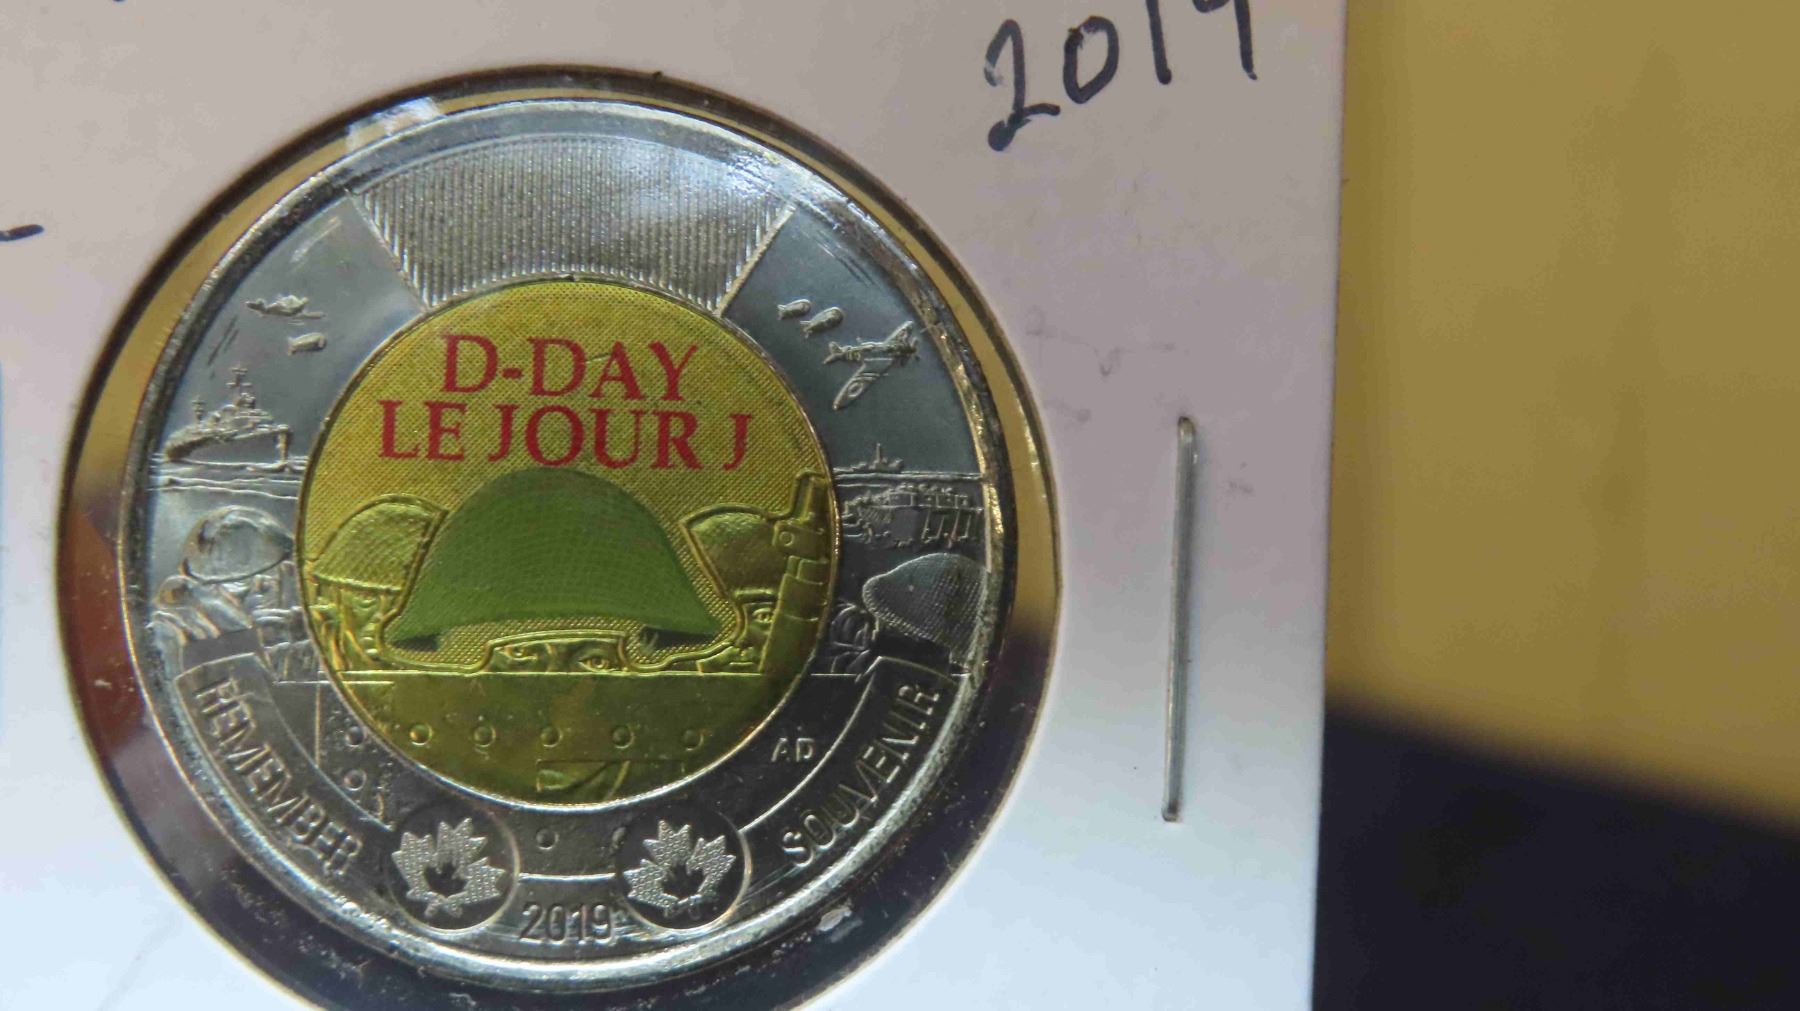 2019
D-DAY
LE JOUR J
AD
REMEMBER
SOUVENIR
2019